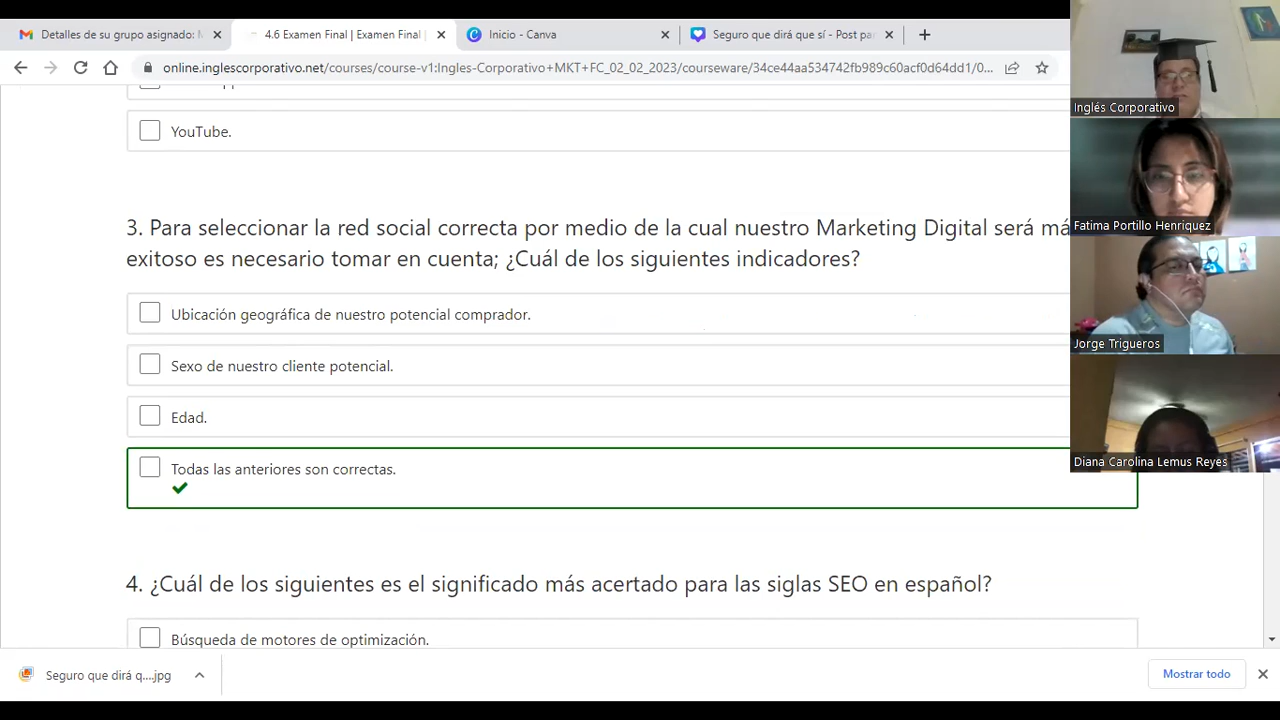 Detalles de su grupo asignado:
4.6 Examen Final | Examen Final
Inicio - Canva
Seguro que dirá que sí - Post pa
online.inglescorporativo.net/courses/course-v1:Ingles-Corporativo+MKT+FC_02_02_2023/courseware/34ce44aa534742fb989c60acf0d64dd1/0...
YouTube.
3. Para seleccionar la red social correcta por medio de la cual nuestro Marketing Digital será má
exitoso es necesario tomar en cuenta; ¿Cuál de los siguientes indicadores?
Ubicación geográfica de nuestro potencial comprador.
Sexo de nuestro cliente potencial.
Edad.
Todas las anteriores son correctas.
4. ¿Cuál de los siguientes es el significado más acertado para las siglas SEO en español?
Búsqueda de motores de optimización.
Seguro que dirá q....jpg
Mostrar todo
Inglés Corporativo
Fatima Portillo Henriquez
Jorge Trigueros
Diana Carolina Lemus Reyes